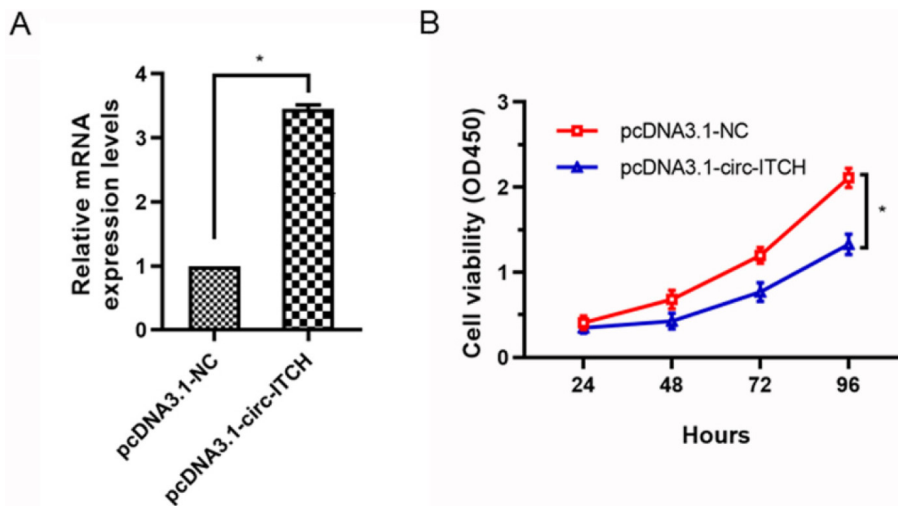 A
Relative mRNA
expression levels
4
3
2
1
0
*
pcDNA3.1-NC
pcDNA3.1-circ-ITCH
B
Cell viability (OD450)
3
2
1
0
pcDNA3.1-NC
pcDNA3.1-circ-ITCH
*
24 48 72 96
Hours